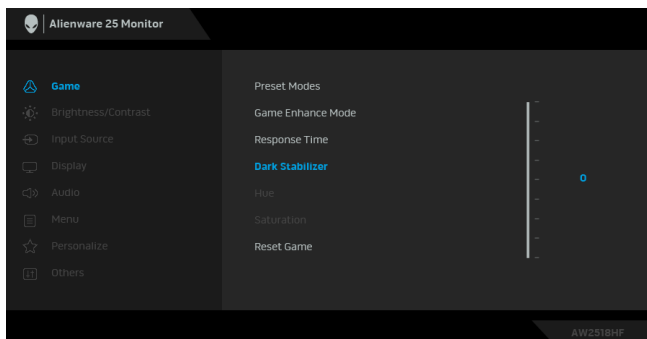 Alienware 25 Monitor
Game
Brightness/Contrast
Input Source
Display
Audio
Menu
Personalize
Others
Preset Modes
Game Enhance Mode
Response Time
Dark Stabilizer
Hue
Saturation
Reset Game
0
AW2518HF